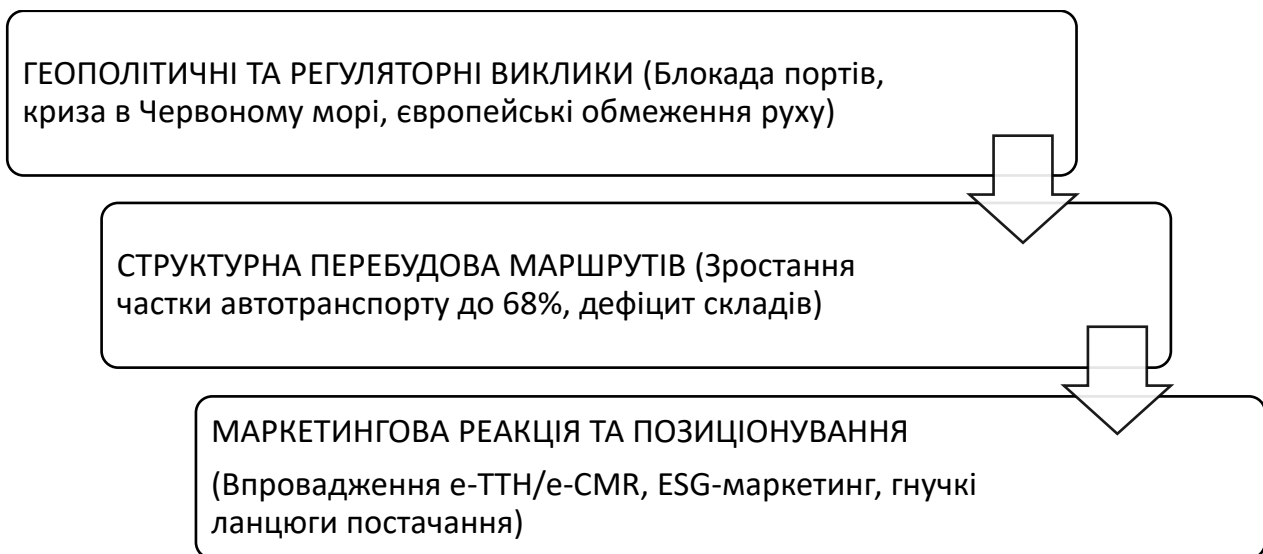 ГЕОПОЛІТИЧНІ ТА РЕГУЛЯТОРНІ ВИКЛИКИ (Блокада портів,
криза в Червоному морі, європейські обмеження руху)
СТРУКТУРНА ПЕРЕБУДОВА МАРШРУТІВ (Зростання
частки автотранспорту до 68%, дефіцит складів)
МАРКЕТИНГОВА РЕАКЦІЯ ТА ПОЗИЦІОНУВАННЯ
(Впровадження е-ТТН/e-CMR, ESG-маркетинг, гнучкі
ланцюги постачання)